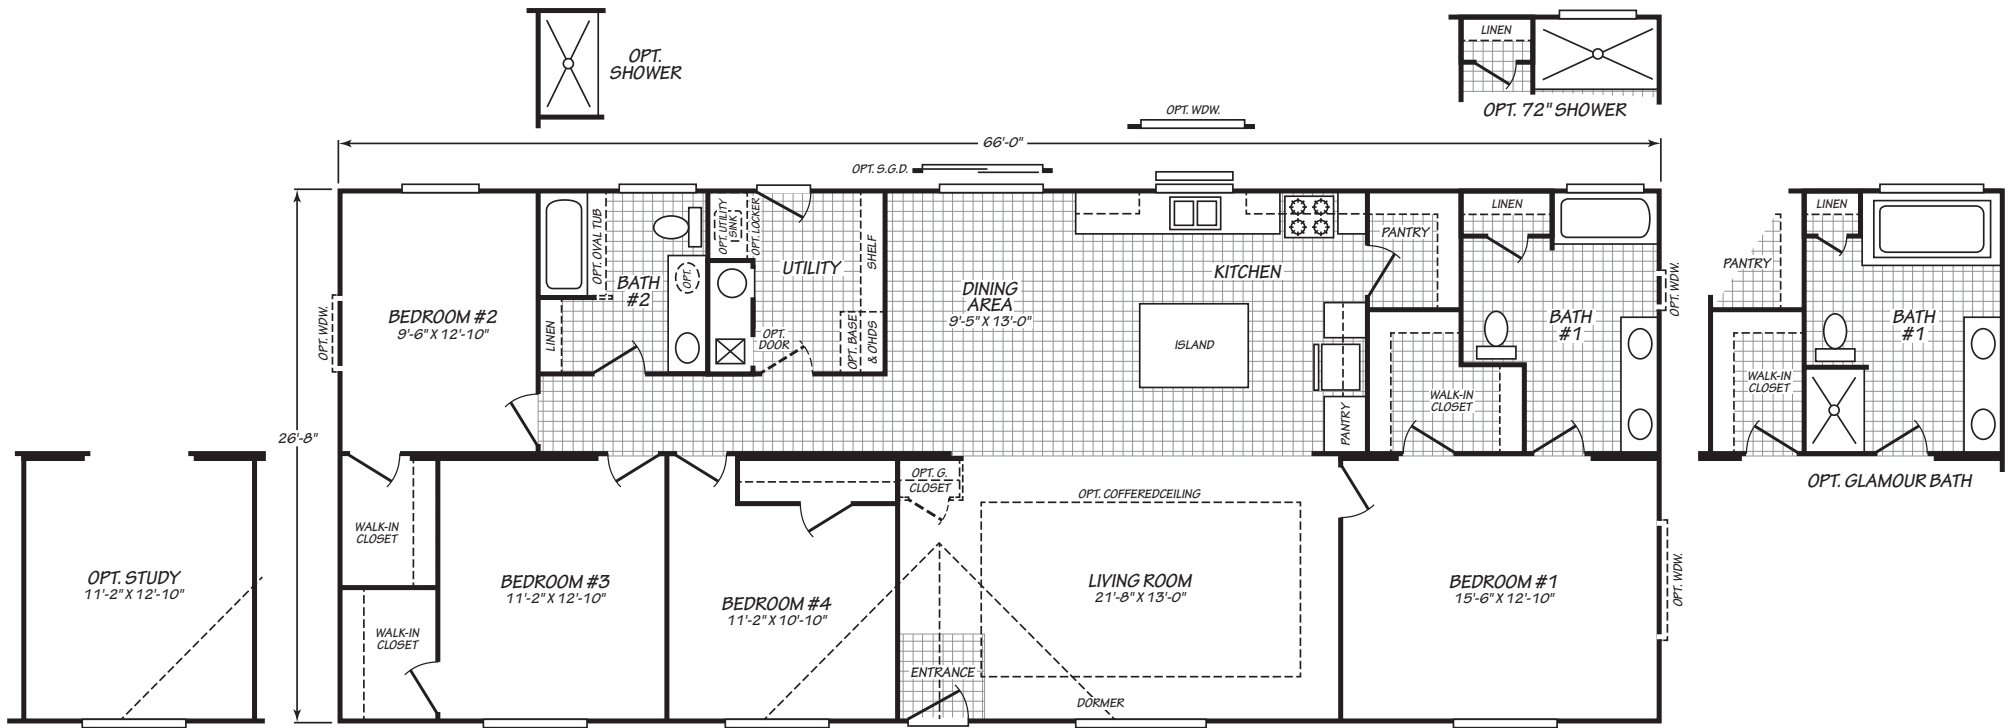 OPT.
SHOWER
LINEN
OPT. 72" SHOWER
OPT. WDW.
66'-0"
OPT. S.G.D.
26'-8"
OPT. WDW.
BEDROOM #2
9'-6" X 12'-10"
OPT. OVAL TUB
LINEN
BATH
#2
OPT.
OPT. UTILITY
SINK
OPT. LOCKER
UTILITY
SHELF
OPT.
DOOR
OPT. BASE
& O'HDS
DINING
AREA
9'-5" X 13'-0"
KITCHEN
ISLAND
PANTRY
PANTRY
LINEN
BATH
#1
OPT. WDW.
WALK-IN
CLOSET
PANTRY
LINEN
BATH
#1
WALK-IN
CLOSET
OPT. GLAMOUR BATH
OPT. STUDY
11'-2" X 12'-10"
WALK-IN
CLOSET
WALK-IN
CLOSET
BEDROOM #3
11'-2" X 12'-10"
BEDROOM #4
11'-2" X 10'-10"
OPT. G.
CLOSET
OPT. COFFEREDCEILING
LIVING ROOM
21'-8" X 13'-0"
ENTRANCE
DORMER
BEDROOM #1
15'-6" X 12'-10"
OPT. WDW.